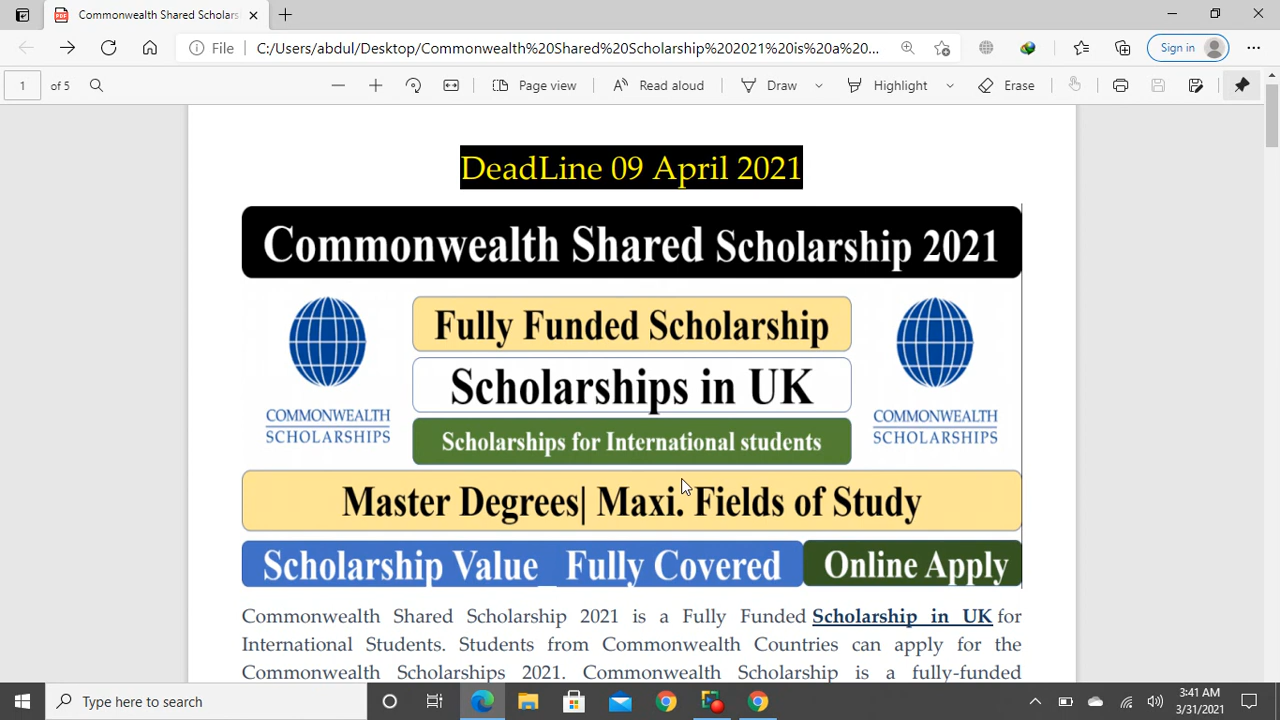 Commonwealth Shared Scholars
File
C:/Users/abdul/Desktop/Commonwealth%20Shared%20Scholarship%202021%20is%20a%20...
Sign in
1 of 5
Page view
Read aloud
Draw
Highlight
Erase
DeadLine 09 April 2021
Commonwealth Shared Scholarship 2021
Fully Funded Scholarship
Scholarships in UK
Scholarships for International students
COMMONWEALTH
SCHOLARSHIPS
COMMONWEALTH
SCHOLARSHIPS
Master Degrees| Maxi. Fields of Study
Scholarship Value_ Fully Covered
Online Apply
Commonwealth Shared Scholarship 2021 is a Fully Funded Scholarship in UK for
International Students. Students from Commonwealth Countries can apply for the
Commonwealth Scholarships 2021. Commonwealth Scholarship is a fully-funded
Type here to search
3:41 AM
3/31/2021